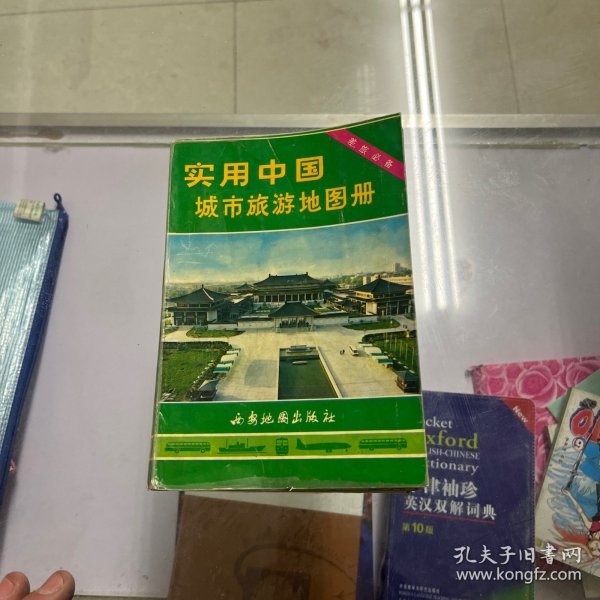 差旅必备
实用中国
城市旅游地图册
西安地图出版社
cket
xford
LISH-CHINESE
ctionary
New
津袖珍
英汉双解词典
第10版
孔夫子旧书网
www.kongfz.com